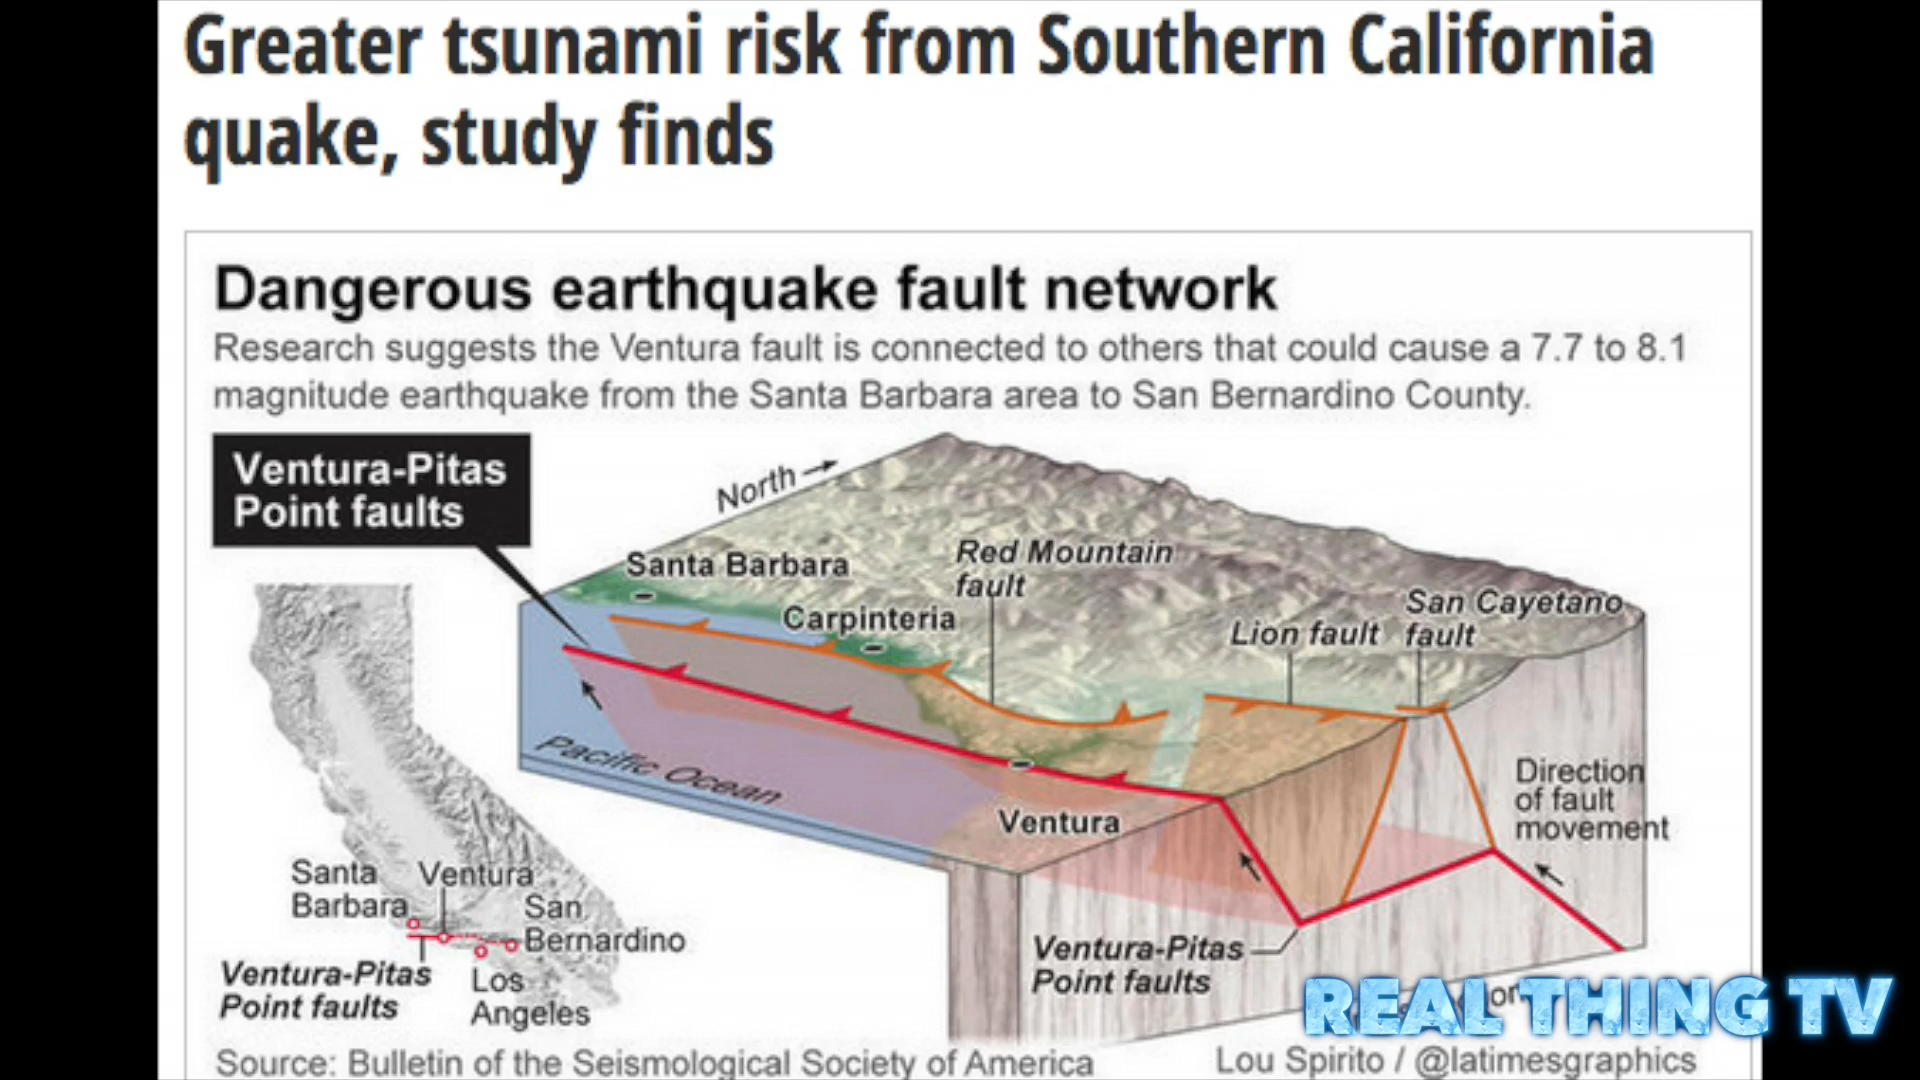 Greater tsunami risk from Southern California
quake, study finds
Dangerous earthquake fault network
Research suggests the Ventura fault is connected to others that could cause a 7.7 to 8.1
magnitude earthquake from the Santa Barbara area to San Bernardino County.
Ventura-Pitas
Point faults
North
Santa Barbara
Red Mountain
fault
Carpinteria
San Cayetano
fault
Lion fault
Pacific Ocean
Direction
of fault
movement
Ventura
Santa
Barbara
Ventura
San
Bernardino
Ventura-Pitas
Point faults
Los
Angeles
Ventura-Pitas
Point faults
REAL THING TV
Source: Bulletin of the Seismological Society of America
Lou Spirito / @latimesgraphics